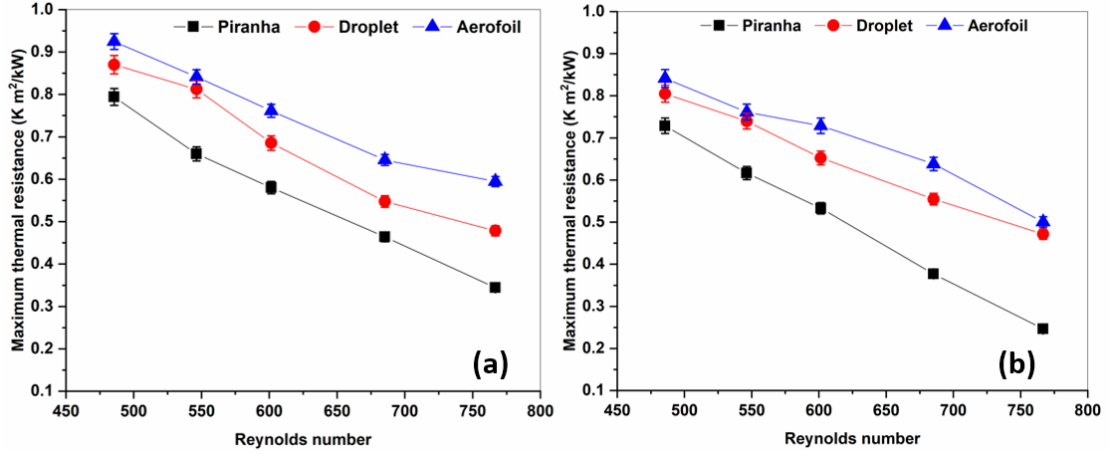 Piranha Droplet Aerofoil
Maximum thermal resistance (K m²/kW)
1.0
0.9
0.8
0.7
0.6
0.5
0.4
0.3
0.2
0.1
(a)
450 500 550 600 650 700 750 800
Reynolds number
Piranha Droplet Aerofoil
Maximum thermal resistance (K m²/kW)
1.0
0.9
0.8
0.7
0.6
0.5
0.4
0.3
0.2
0.1
(b)
450 500 550 600 650 700 750 800
Reynolds number